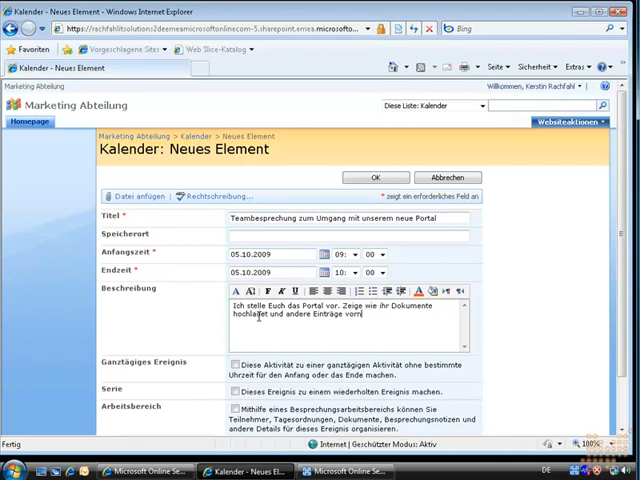 Kalender - Neues Element - Windows Internet Explorer
https://rachfahlitsolutions2deemeamicrosoftonlinecom-5.sharepoint.emea.microsofto...
Bing
Favoriten
Vorgeschlagene Sites
Web Slice-Katalog
Kalender - Neues Element
Seite
Sicherheit
Extras
Marketing Abteilung
Willkommen, Kerstin Rachfahl
Marketing Abteilung
Diese Liste: Kalender
Homepage
Websiteaktionen
Marketing Abteilung > Kalender > Neues Element
Kalender: Neues Element
OK
Abbrechen
Datei anfügen
Rechtschreibung...
* zeigt ein erforderliches Feld an
Titel *
Teambesprechung zum Umgang mit unserem neue Portal
Speicherort
Anfangszeit *
05.10.2009
09:
00
Endzeit *
05.10.2009
10:
00
Beschreibung
A A F K U
Ich stelle Euch das Portal vor. Zeige wie ihr Dokumente
hochladet und andere Einträge vorn
Ganztägiges Ereignis
Diese Aktivität zu einer ganztägigen Aktivität ohne bestimmte
Uhrzeit für den Anfang oder das Ende machen.
Serie
Dieses Ereignis zu einem wiederholten Ereignis machen.
Arbeitsbereich
Mithilfe eines Besprechungsarbeitsbereichs können Sie
Teilnehmer, Tagesordnungen, Dokumente, Besprechungsnotizen und
andere Details für dieses Ereignis organisieren.
Fertig
Internet | Geschützter Modus: Aktiv
100%
Microsoft Online Se...
Kalender - Neues El...
Microsoft Online Se...
DE